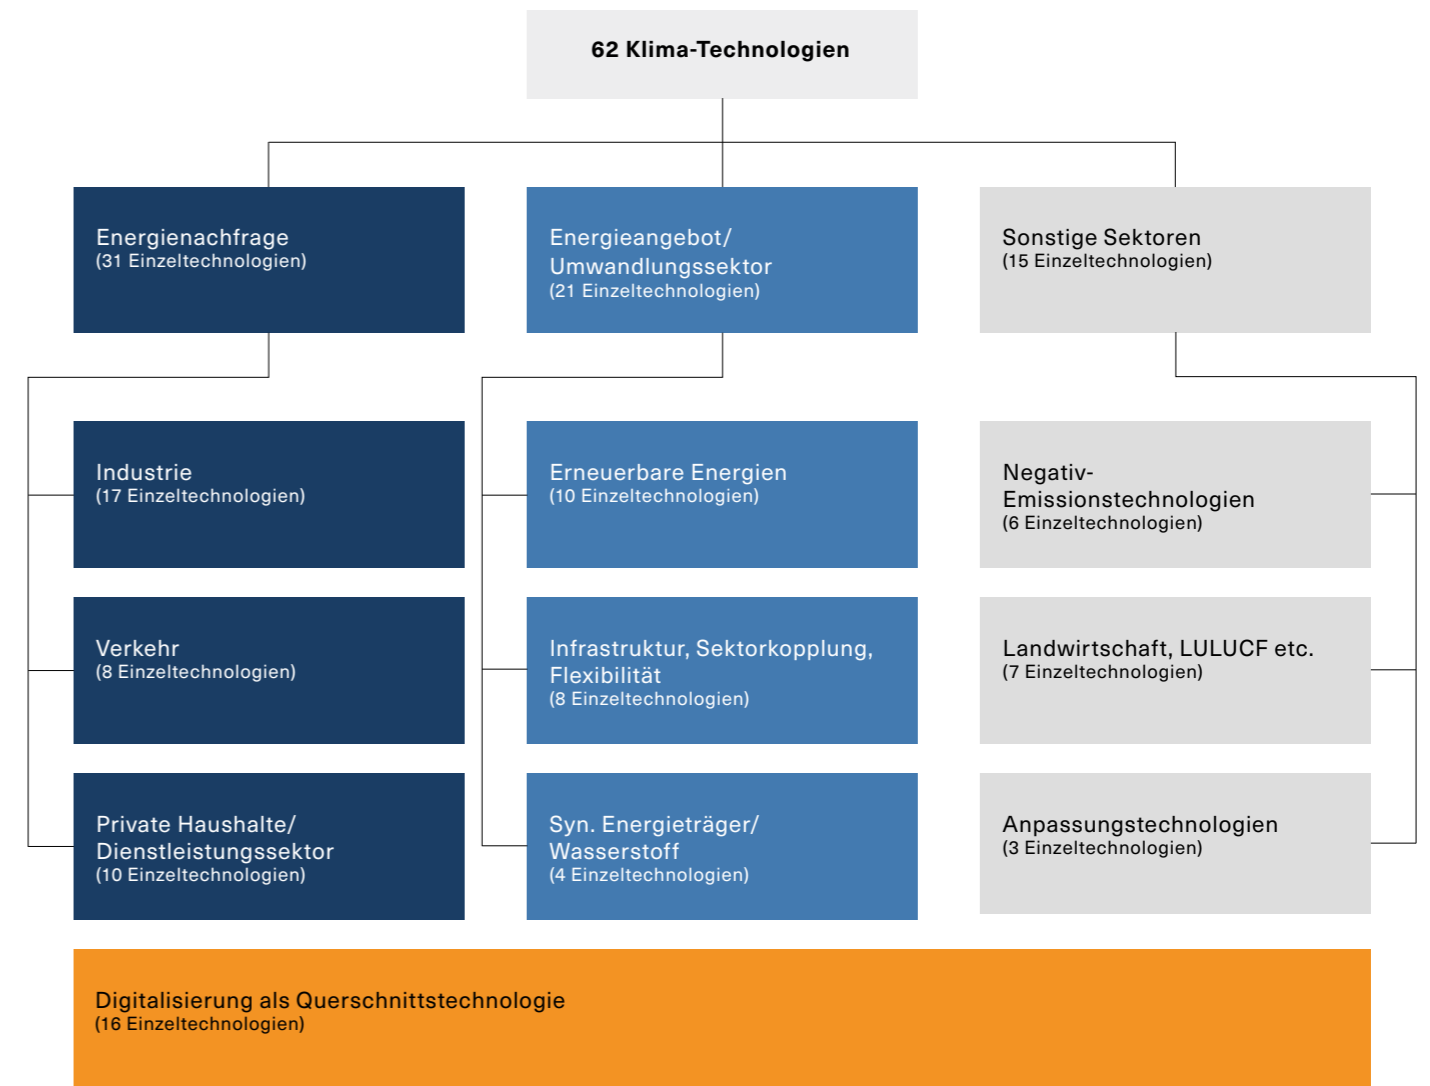 62 Klima-Technologien
Energienachfrage
(31 Einzeltechnologien)
Energieangebot/
Umwandlungssektor
(21 Einzeltechnologien)
Sonstige Sektoren
(15 Einzeltechnologien)
Industrie
(17 Einzeltechnologien)
Erneuerbare Energien
(10 Einzeltechnologien)
Negativ-
Emissionstechnologien
(6 Einzeltechnologien)
Verkehr
(8 Einzeltechnologien)
Infrastruktur, Sektorkopplung,
Flexibilität
(8 Einzeltechnologien)
Landwirtschaft, LULUCF etc.
(7 Einzeltechnologien)
Private Haushalte/
Dienstleistungssektor
(10 Einzeltechnologien)
Syn. Energieträger/
Wasserstoff
(4 Einzeltechnologien)
Anpassungstechnologien
(3 Einzeltechnologien)
Digitalisierung als Querschnittstechnologie
(16 Einzeltechnologien)